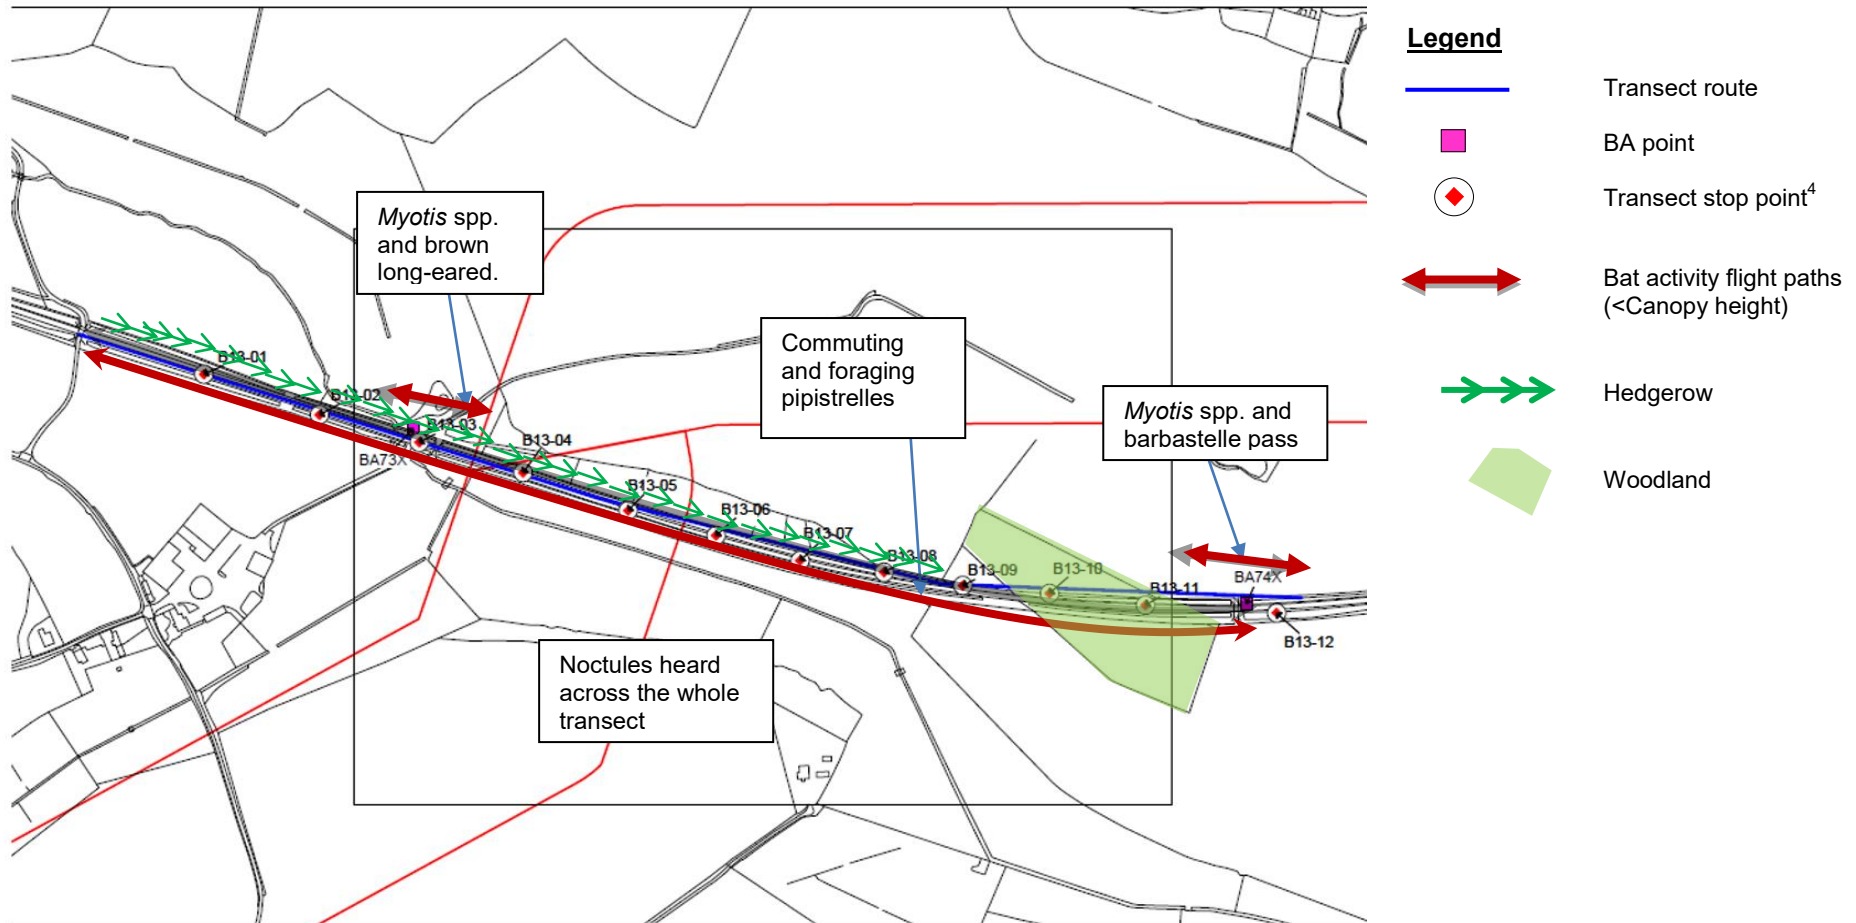 Legend
Transect route
BA point
Transect stop point4
Bat activity flight paths
(<Canopy height)
Hedgerow
Woodland
Myotis spp.
and brown
long-eared.
Commuting
and foraging
pipistrelles
Myotis spp. and
barbastelle pass
Noctules heard
across the whole
transect
B13-01
B13-02
B13-03
BA73X
B13-04
B13-05
B13-06
B13-07
B13-08
B13-09
B13-10
B13-11
BA74X
B13-12